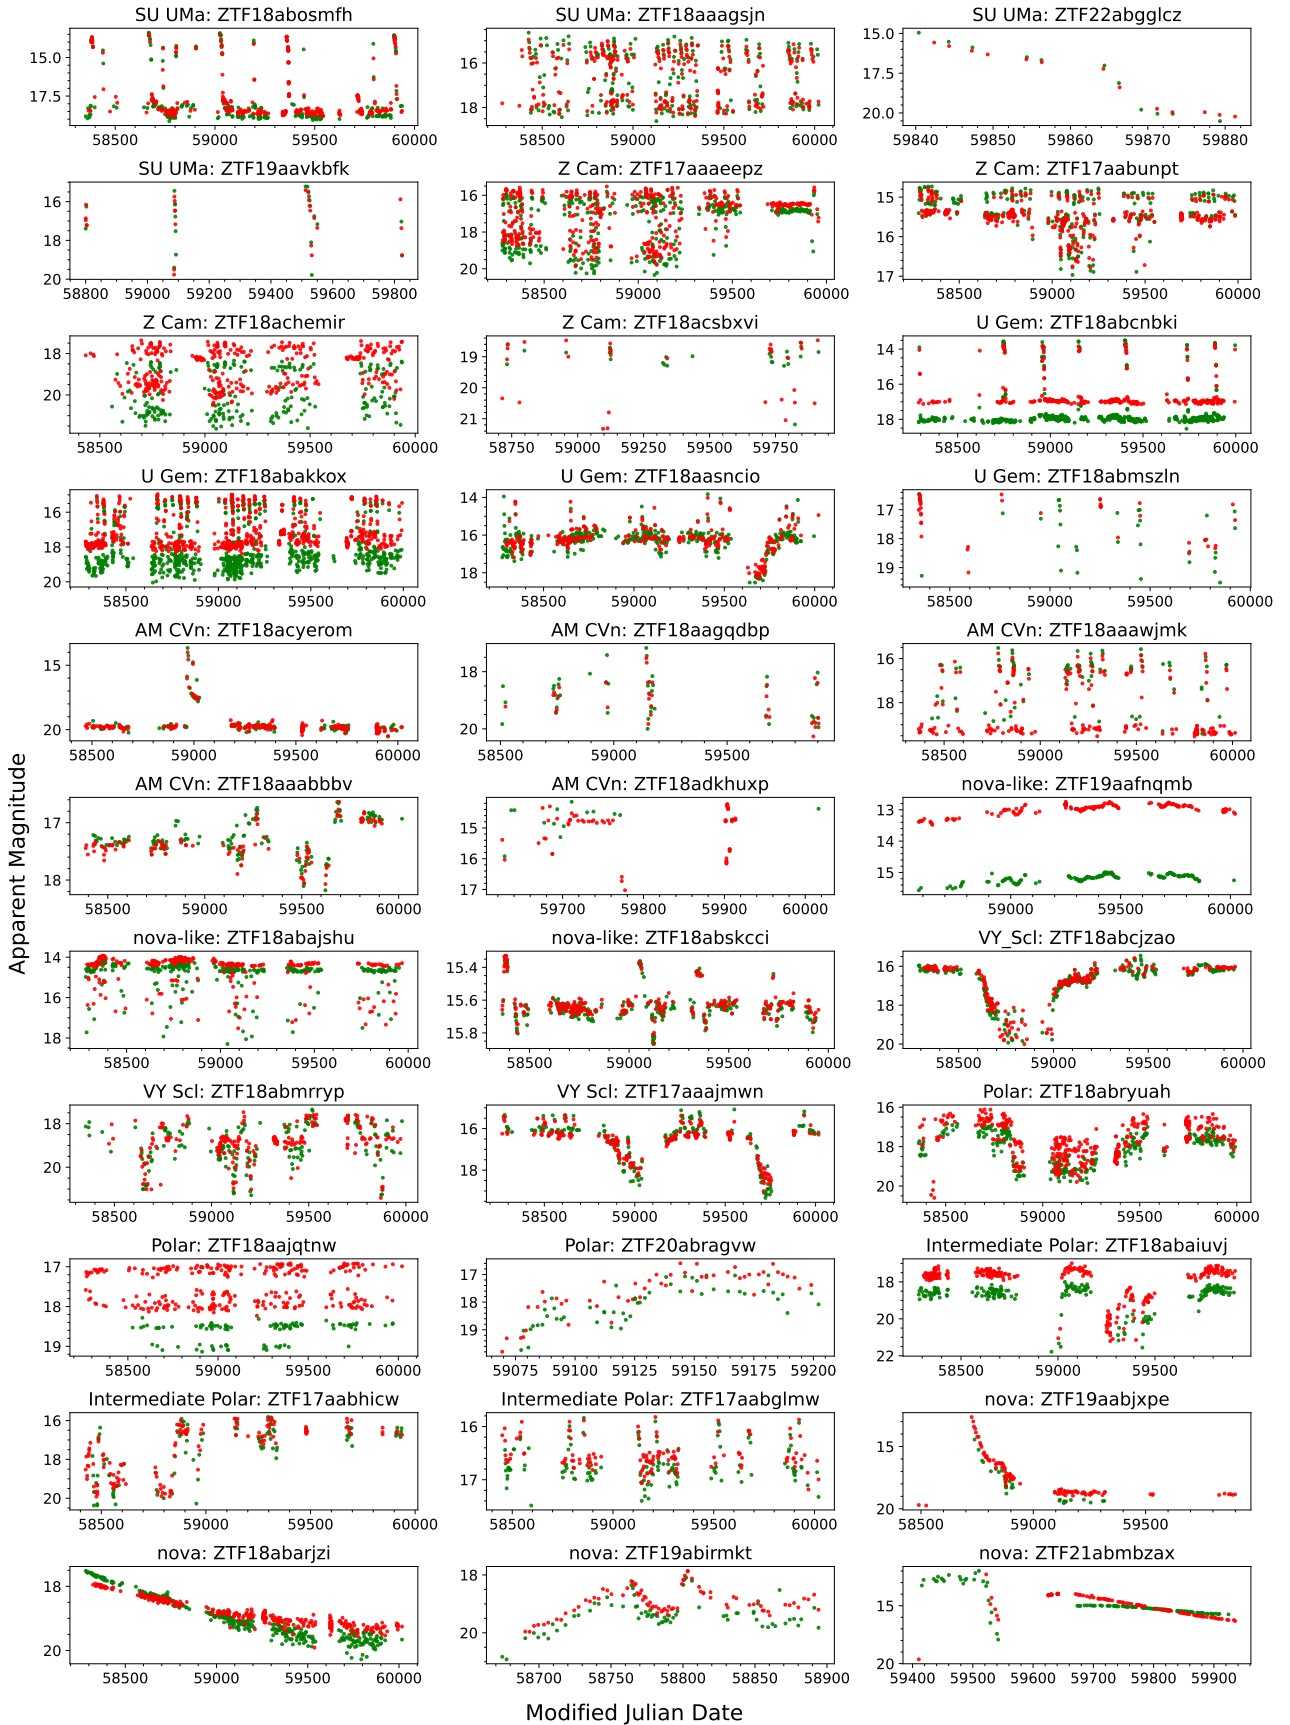 SU UMa: ZTF18abosmfh
SU UMa: ZTF18aaagsjn
SU UMa: ZTF22abgglcz
15.0
17.5
58500 59000 59500 60000
16
18
58500 59000 59500 60000
15.0
17.5
20.0
59840 59850 59860 59870 59880
SU UMa: ZTF19aavkbfk
Z Cam: ZTF17aaaeepz
Z Cam: ZTF17aabunpt
16
18
20
58800 59000 59200 59400 59600 59800
16
18
20
58500 59000 59500 60000
15
16
17
58500 59000 59500 60000
Z Cam: ZTF18achemir
Z Cam: ZTF18acsbxvi
U Gem: ZTF18abcnbki
18
20
58500 59000 59500 60000
19
20
21
58750 59000 59250 59500 59750
14
16
18
58500 59000 59500 60000
U Gem: ZTF18abakkox
U Gem: ZTF18aasncio
U Gem: ZTF18abmszln
16
18
20
58500 59000 59500 60000
14
16
18
58500 59000 59500 60000
17
18
19
58500 59000 59500 60000
AM CVn: ZTF18acyerom
AM CVn: ZTF18aagqdbp
AM CVn: ZTF18aaawjmk
15
20
58500 59000 59500 60000
18
20
58500 59000 59500
16
18
58500 59000 59500 60000
Apparent Magnitude
AM CVn: ZTF18aaabbbv
AM CVn: ZTF18adkhuxp
nova-like: ZTF19aafnqmb
17
18
58500 59000 59500 60000
15
16
17
59700 59800 59900 60000
13
15
59000 59500 60000
nova-like: ZTF18abajshu
nova-like: ZTF18abskcci
VY_Scl: ZTF18abcjzao
14
16
18
58500 59000 59500 60000
15.4
15.6
15.8
58500 59000 59500 60000
16
18
20
58500 59000 59500 60000
VY Scl: ZTF18abmrryp
VY Scl: ZTF17aaajmwn
Polar: ZTF18abryuah
18
20
58500 59000 59500 60000
16
18
58500 59000 59500 60000
16
18
20
58500 59000 59500 60000
Polar: ZTF18aajqtnw
Polar: ZTF20abragvw
Intermediate Polar: ZTF18abaiuvj
17
18
19
58500 59000 59500 60000
17
18
19
59070 59100 59120 59150 59180 59202
18
20
22
58500 59000 59500
Intermediate Polar: ZTF17aabhicw
Intermediate Polar: ZTF17aabglmw
nova: ZTF19aabjxpe
16
18
20
58500 59000 59500 60000
16
17
58500 59000 59500 60000
15
20
58500 59000 59500
nova: ZTF18abarjzi
nova: ZTF19abirmkt
nova: ZTF21abmbzax
18
20
58500 59000 59500 60000
18
20
58700 58750 58800 58850 58900
15
20
59400 59500 59600 59700 59800 59900
Modified Julian Date